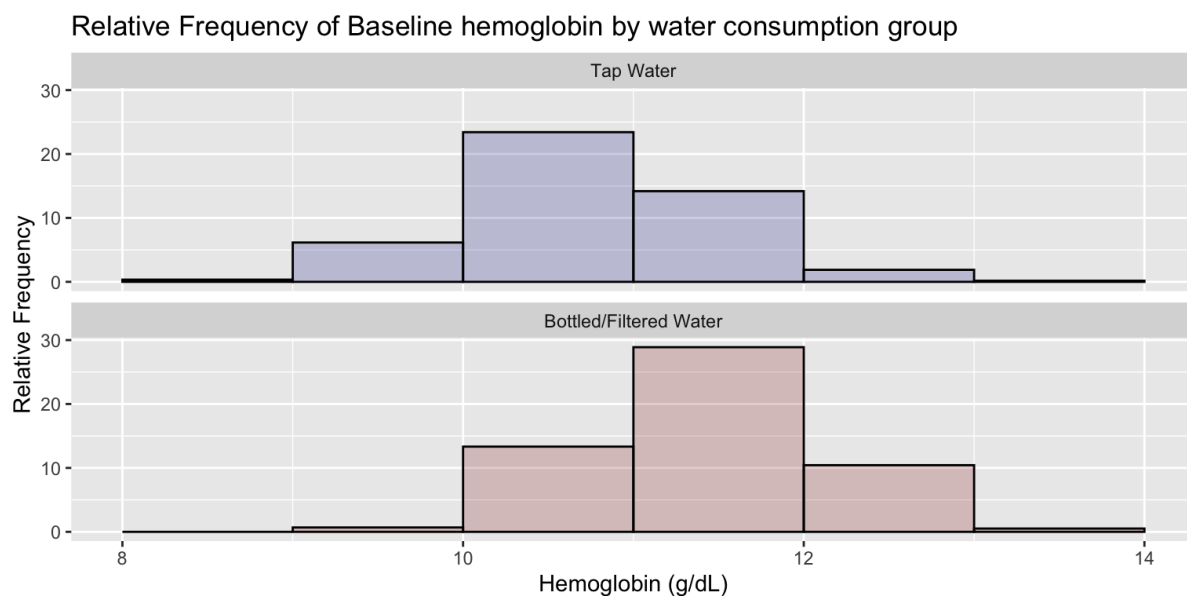 Relative Frequency of Baseline hemoglobin by water consumption group
Tap Water
30
20
10
0
Relative Frequency
Bottled/Filtered Water
30
20
10
0
8
10
12
14
Hemoglobin (g/dL)